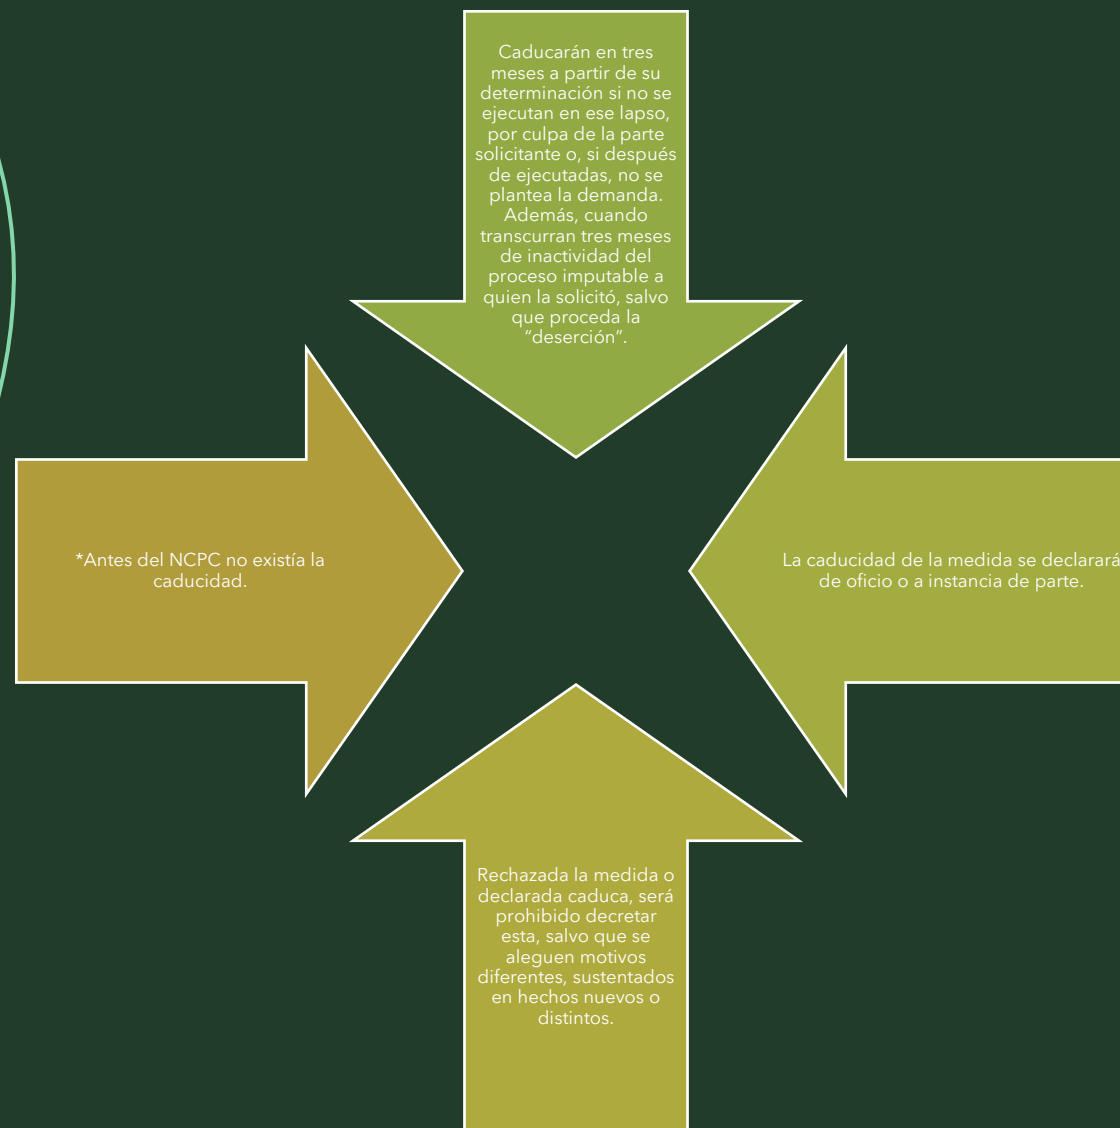 Caducarán en tres
meses a partir de su
determinación si no se
ejecutan en ese lapso,
por culpa de la parte
solicitante o, si después
de ejecutadas, no se
plantea la demanda.
Además, cuando
transcurran tres meses
de inactividad del
proceso imputable a
quien la solicitó, salvo
que proceda la
“deserción”.
*Antes del NCPC no existía la
caducidad.
La caducidad de la medida se declarará
de oficio o a instancia de parte.
Rechazada la medida o
declarada caduca, será
prohibido decretar
esta, salvo que se
aleguen motivos
diferentes, sustentados
en hechos nuevos o
distintos.